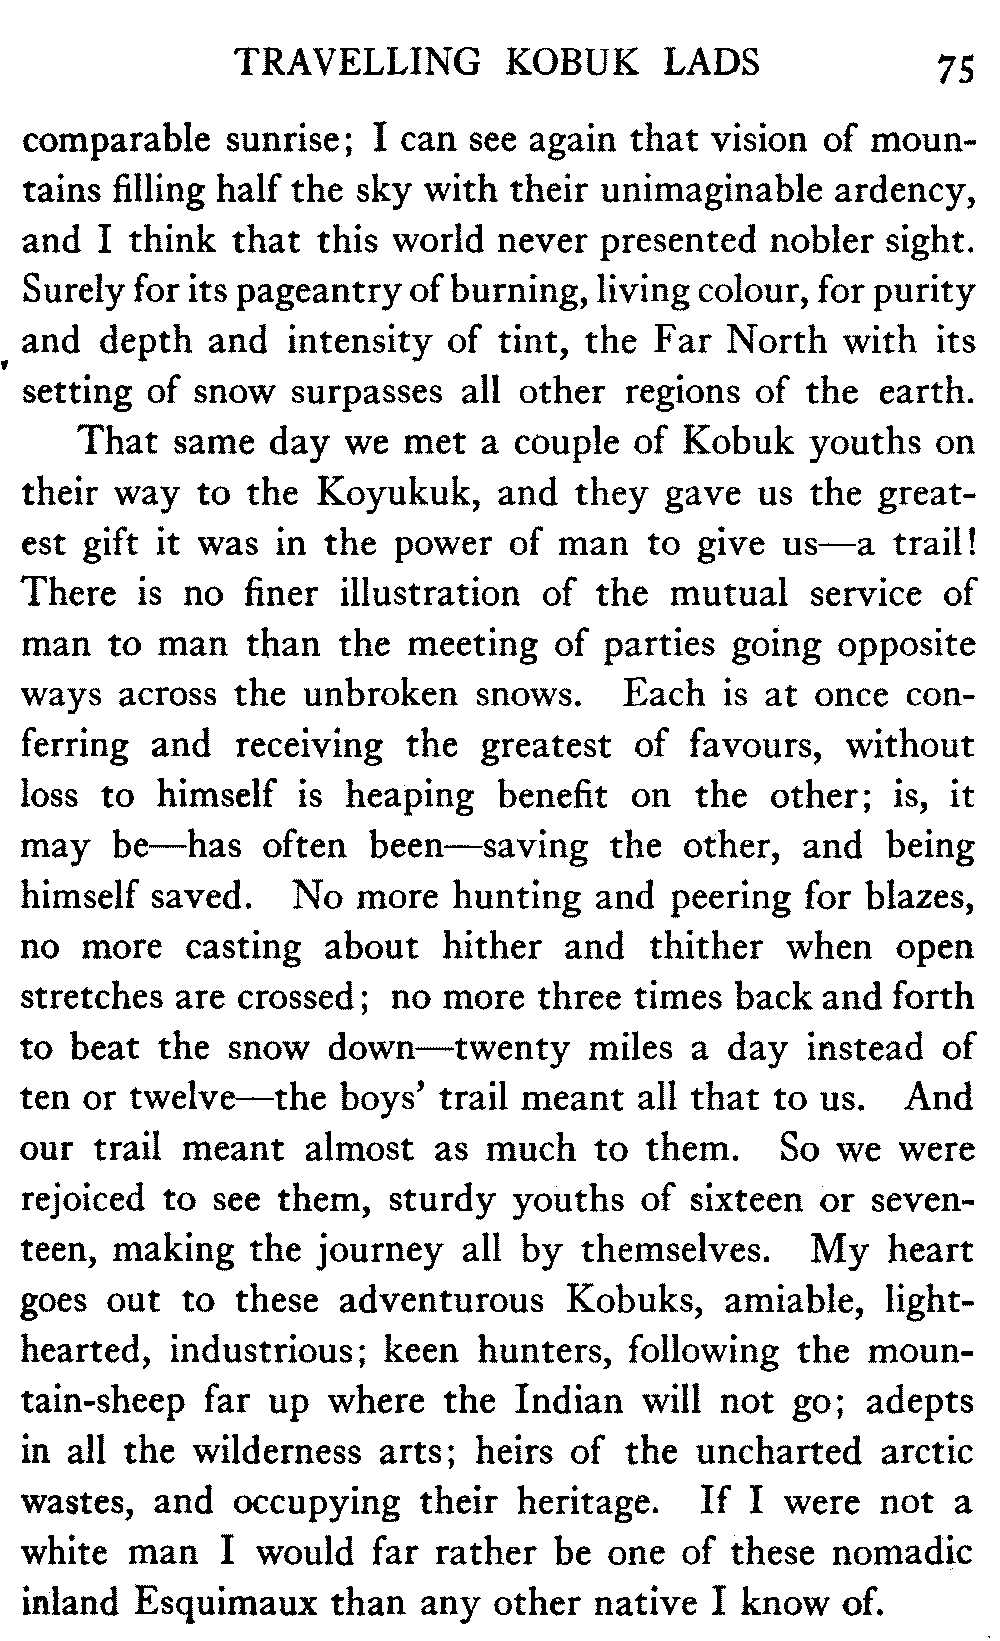 TRAVELLING KOBUK LADS 75
comparable sunrise; I can see again that vision of moun-
tains filling half the sky with their unimaginable ardency,
and I think that this world never presented nobler sight.
Surely for its pageantry of burning, living colour, for purity
and depth and intensity of tint, the Far North with its
setting of snow surpasses all other regions of the earth.
That same day we met a couple of Kobuk youths on
their way to the Koyukuk, and they gave us the great-
est gift it was in the power of man to give us—a trail!
There is no finer illustration of the mutual service of
man to man than the meeting of parties going opposite
ways across the unbroken snows. Each is at once con-
ferring and receiving the greatest of favours, without
loss to himself is heaping benefit on the other; is, it
may be—has often been—saving the other, and being
himself saved. No more hunting and peering for blazes,
no more casting about hither and thither when open
stretches are crossed; no more three times back and forth
to beat the snow down—twenty miles a day instead of
ten or twelve—the boys’ trail meant all that to us. And
our trail meant almost as much to them. So we were
rejoiced to see them, sturdy youths of sixteen or seven-
teen, making the journey all by themselves. My heart
goes out to these adventurous Kobuks, amiable, light-
hearted, industrious; keen hunters, following the moun-
tain-sheep far up where the Indian will not go; adepts
in all the wilderness arts; heirs of the uncharted arctic
wastes, and occupying their heritage. If I were not a
white man I would far rather be one of these nomadic
inland Esquimaux than any other native I know of.